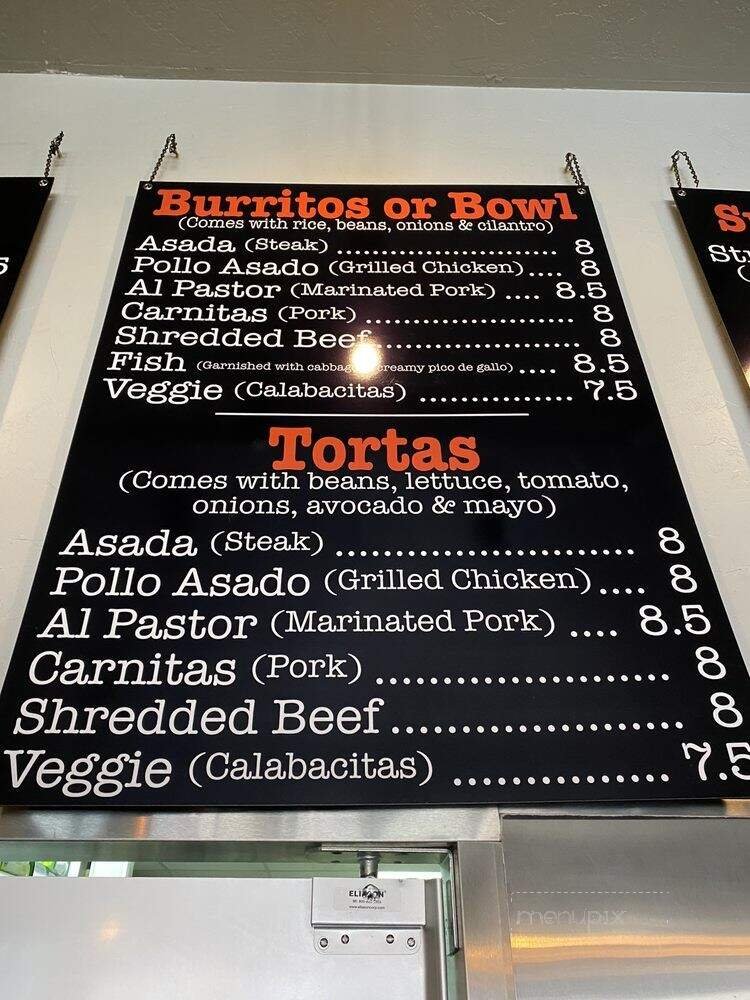 Burritos or Bowl
(Comes with rice, beans, onions & cilantro)
Asada (Steak) .......................... 8
Pollo Asado (Grilled Chicken).... 8
Al Pastor (Marinated Pork) .... 8.5
Carnitas (Pork) ........................ 8
Shredded Beef...................... 8
Fish (Garnished with creamy pico de gallo) .... 8.5
Veggie (Calabacitas) ................ 7.5
Tortas
(Comes with beans, lettuce, tomato,
onions, avocado & mayo)
Asada (Steak) .......................... 8
Pollo Asado (Grilled Chicken).... 8
Al Pastor (Marinated Pork) .... 8.5
Carnitas (Pork) ...................... 8
Shredded Beef...................... 8
Veggie (Calabacitas) ................ 7.5
menupix